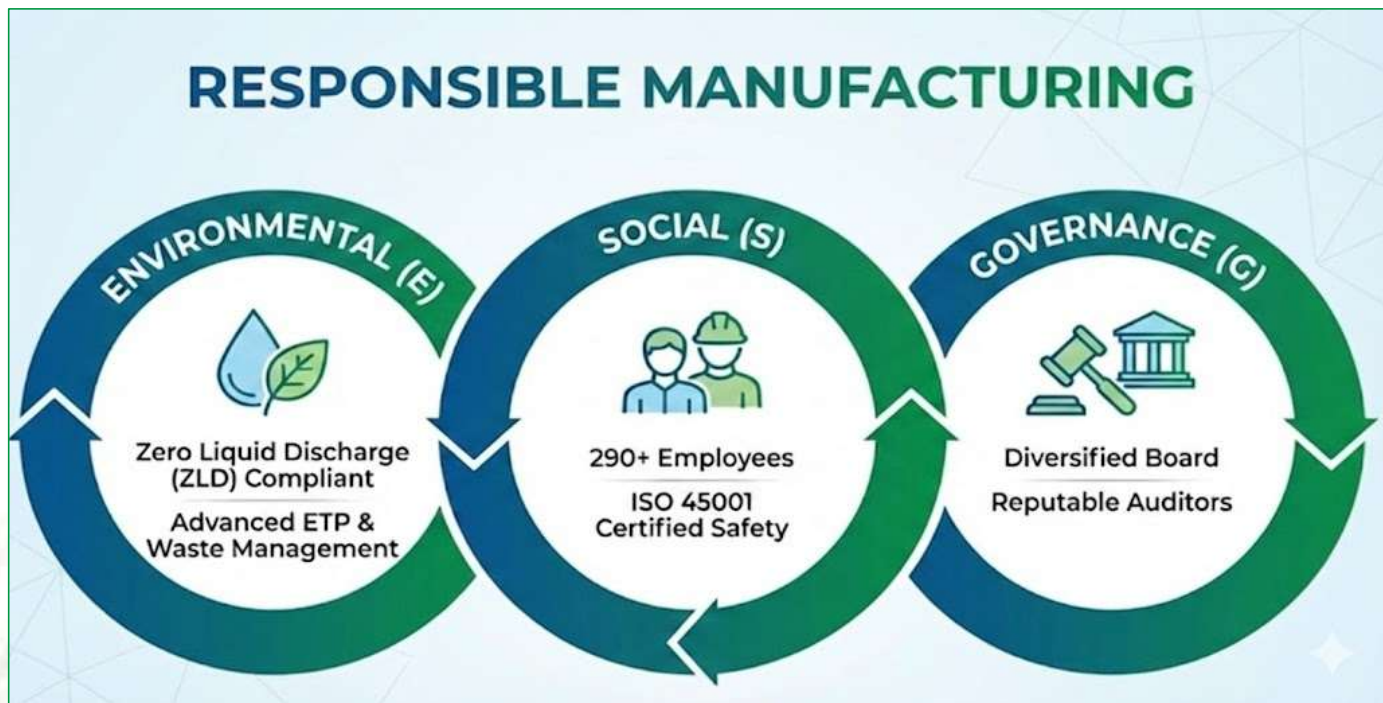 RESPONSIBLE MANUFACTURING
ENVIRONMENTAL (E)
Zero Liquid Discharge
(ZLD) Compliant
Advanced ETP &
Waste Management
SOCIAL (S)
290+ Employees
ISO 45001
Certified Safety
GOVERNANCE (G)
Diversified Board
Reputable Auditors